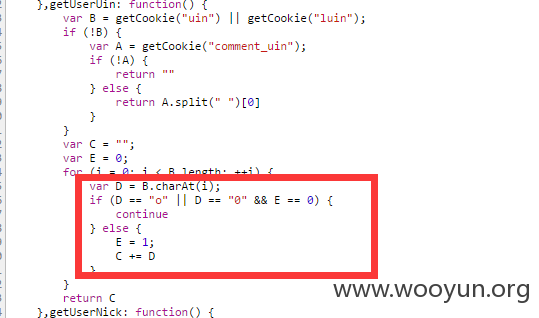 },getUserUin: function() {
var B = getCookie("uin") || getCookie("luin");
if (!B) {
var A = getCookie("comment_uin");
if (!A) {
return ""
} else {
return A.split(" ")[0]
}
}
var C = "";
var E = 0;
for (i = 0; i < B.length; ++i) {
var D = B.charAt(i);
if (D == "o" || D == "0" && E == 0) {
continue
} else {
E = 1;
C += D
}
}
return C
},getUserNick: function() {
www.wooyun.org